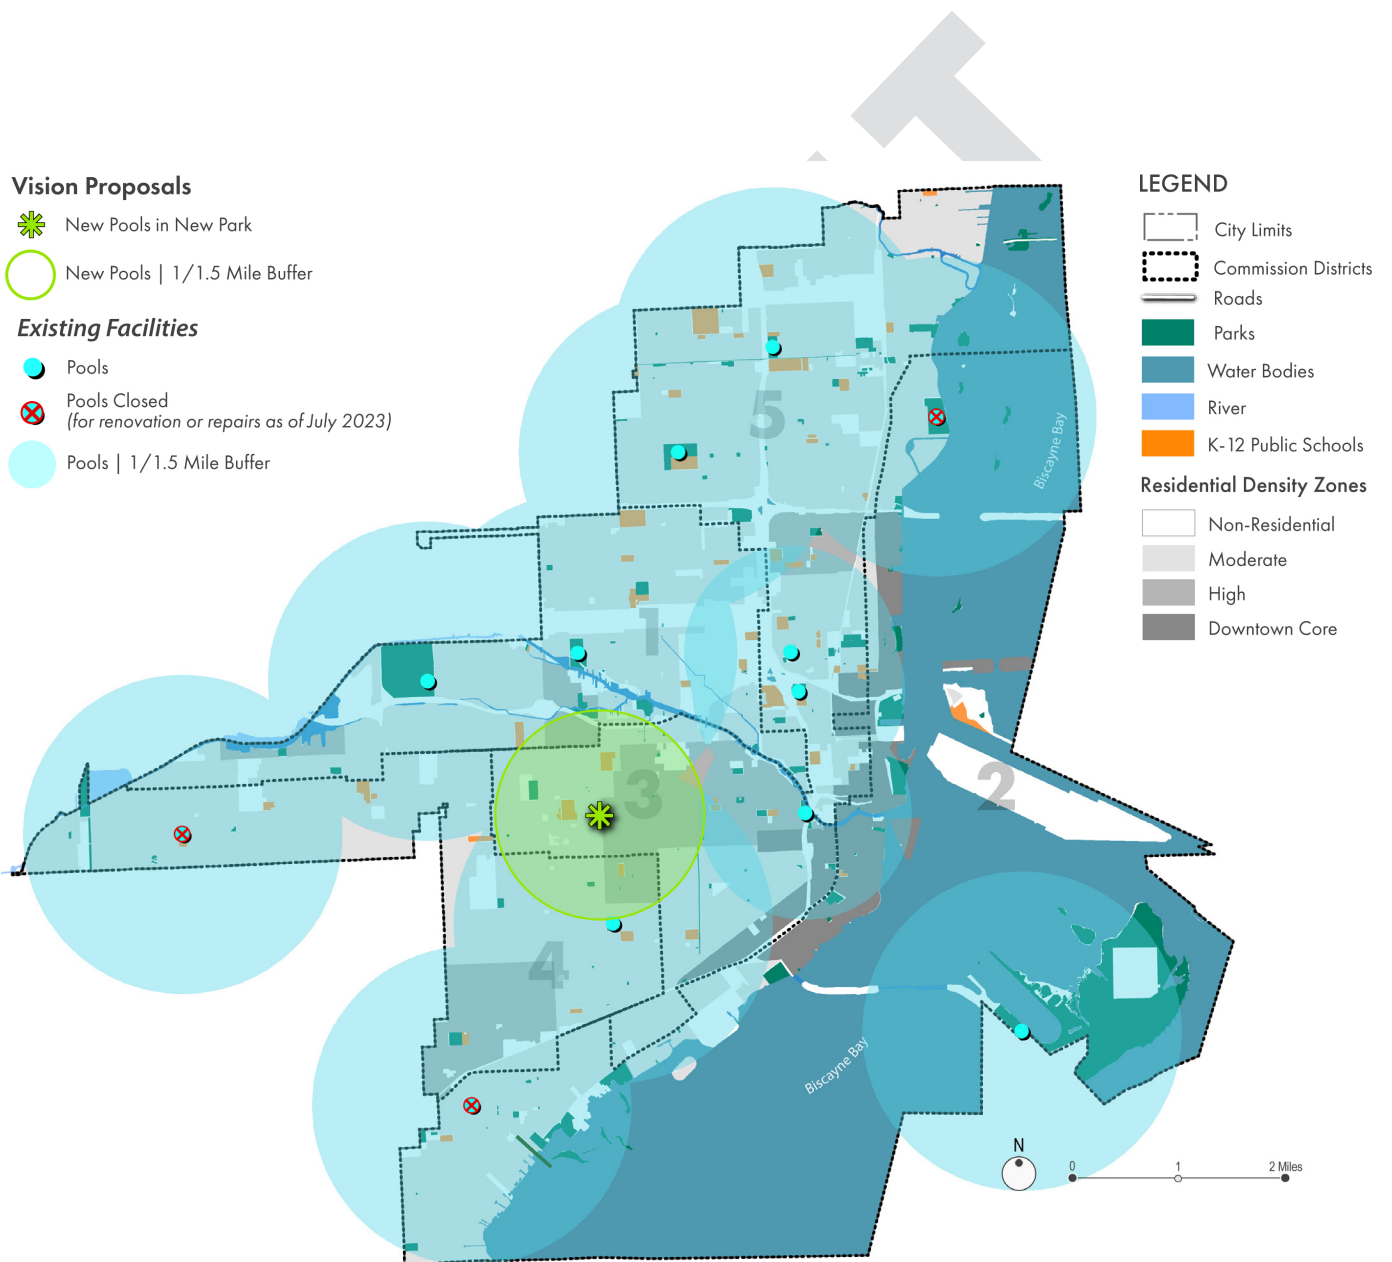 Vision Proposals
New Pools in New Park
New Pools | 1/1.5 Mile Buffer
Existing Facilities
Pools
Pools Closed
(for renovation or repairs as of July 2023)
Pools | 1/1.5 Mile Buffer
LEGEND
City Limits
Commission Districts
Roads
Parks
Water Bodies
River
K-12 Public Schools
Residential Density Zones
Non-Residential
Moderate
High
Downtown Core
5
Biscayne Bay
1
3
2
4
Biscayne Bay
N
0 1 2 Miles